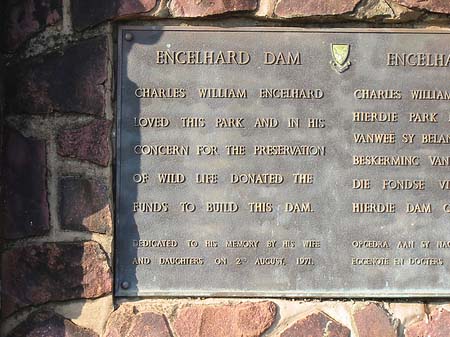 ENGELHARD DAM
CHARLES WILLIAM ENGELHARD
LOVED THIS PARK AND IN HIS
CONCERN FOR THE PRESERVATION
OF WILD LIFE DONATED THE
FUNDS TO BUILD THIS DAM.
DEDICATED TO HIS MEMORY BY HIS WIFE
AND DAUGHTERS ON 2ND AUGUST, 1971.
ENGELHA
CHARLES WILLIAM
HIERDIE PARK
VANWEE SY BELAN
BESKERMING VAN
DIE FONDSE
HIERDIE DAM
OPGEDRA AAN SY
EGGENOTE EN DOGTERS